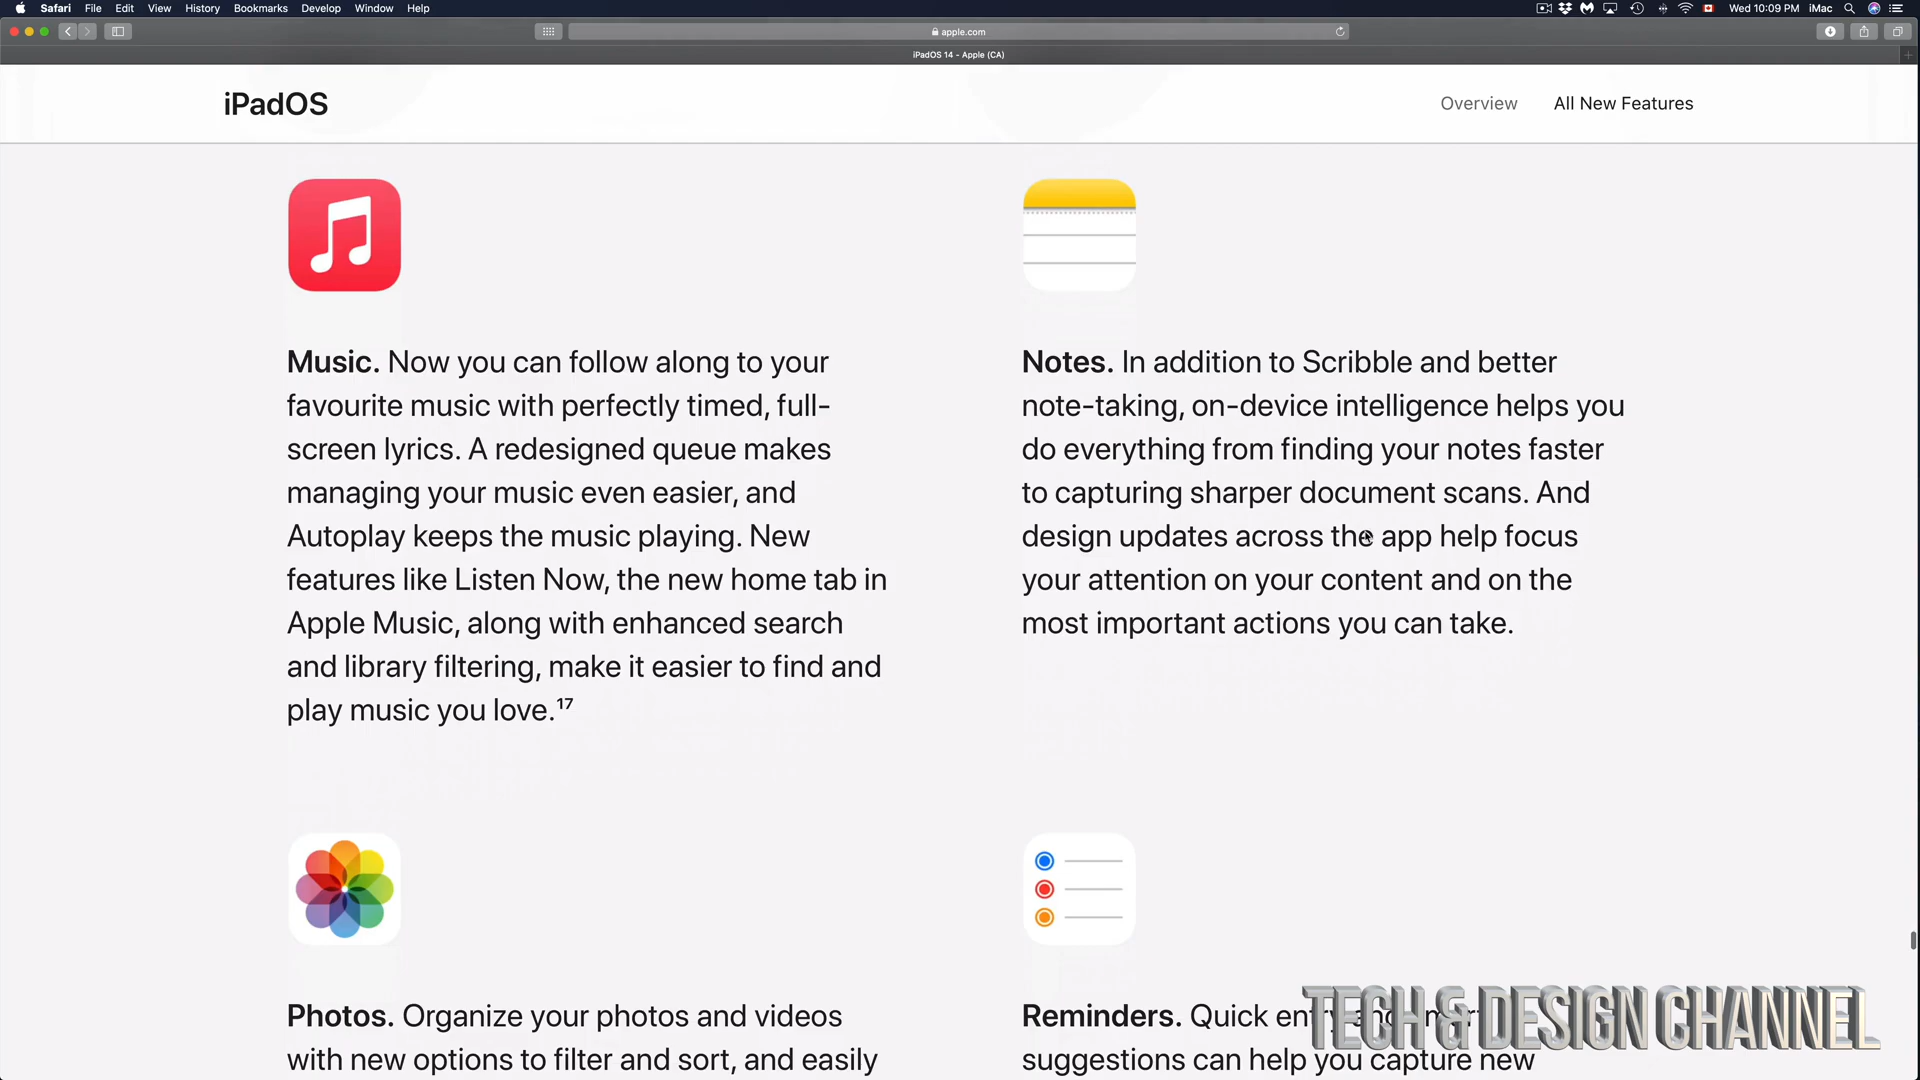 Safari File Edit View History Bookmarks Develop Window Help
Wed 10:09 PM iMac
apple.com
iPadOS 14 - Apple (CA)
iPadOS
Overview
All New Features
Music. Now you can follow along to your
favourite music with perfectly timed, full-
screen lyrics. A redesigned queue makes
managing your music even easier, and
Autoplay keeps the music playing. New
features like Listen Now, the new home tab in
Apple Music, along with enhanced search
and library filtering, make it easier to find and
play music you love.¹⁷
Notes. In addition to Scribble and better
note-taking, on-device intelligence helps you
do everything from finding your notes faster
to capturing sharper document scans. And
design updates across the app help focus
your attention on your content and on the
most important actions you can take.
Photos. Organize your photos and videos
with new options to filter and sort, and easily
Reminders. Quick entry and smart
suggestions can help you capture new
TECH & DESIGN CHANNEL